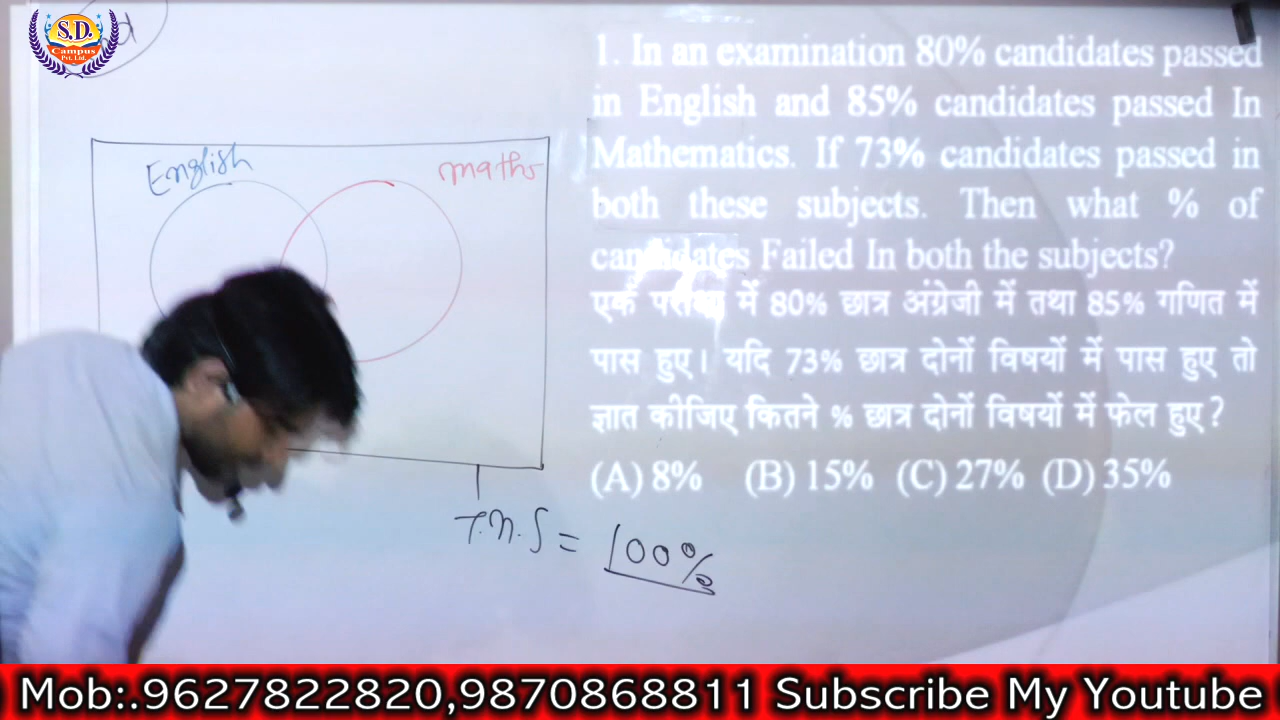 S.D.
Campus
Pvt. Ltd.
English
maths
T.N.S = 100%
1. In an examination 80% candidates passed
in English and 85% candidates passed In
Mathematics. If 73% candidates passed in
both these subjects. Then what % of
candidates Failed In both the subjects?
एक परीक्षा में 80% छात्र अंग्रेजी में तथा 85% गणित में
पास हुए। यदि 73% छात्र दोनों विषयों में पास हुए तो
ज्ञात कीजिए कितने % छात्र दोनों विषयों में फेल हुए?
(A) 8% (B) 15% (C) 27% (D) 35%
Mob:.9627822820,9870868811 Subscribe My Youtube